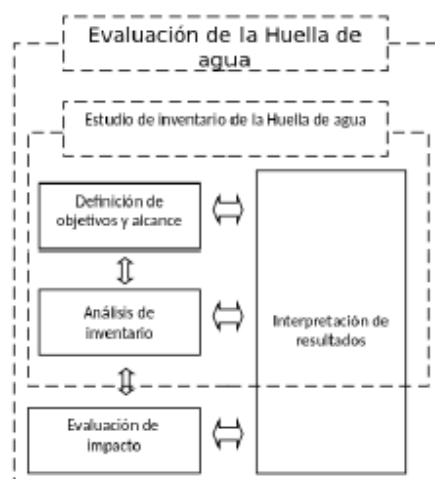 Evaluación de la Huella de
agua
Estudio de inventario de la Huella de agua
Definición de
objetivos y alcance
Análisis de
inventario
Interpretación de
resultados
Evaluación de
impacto